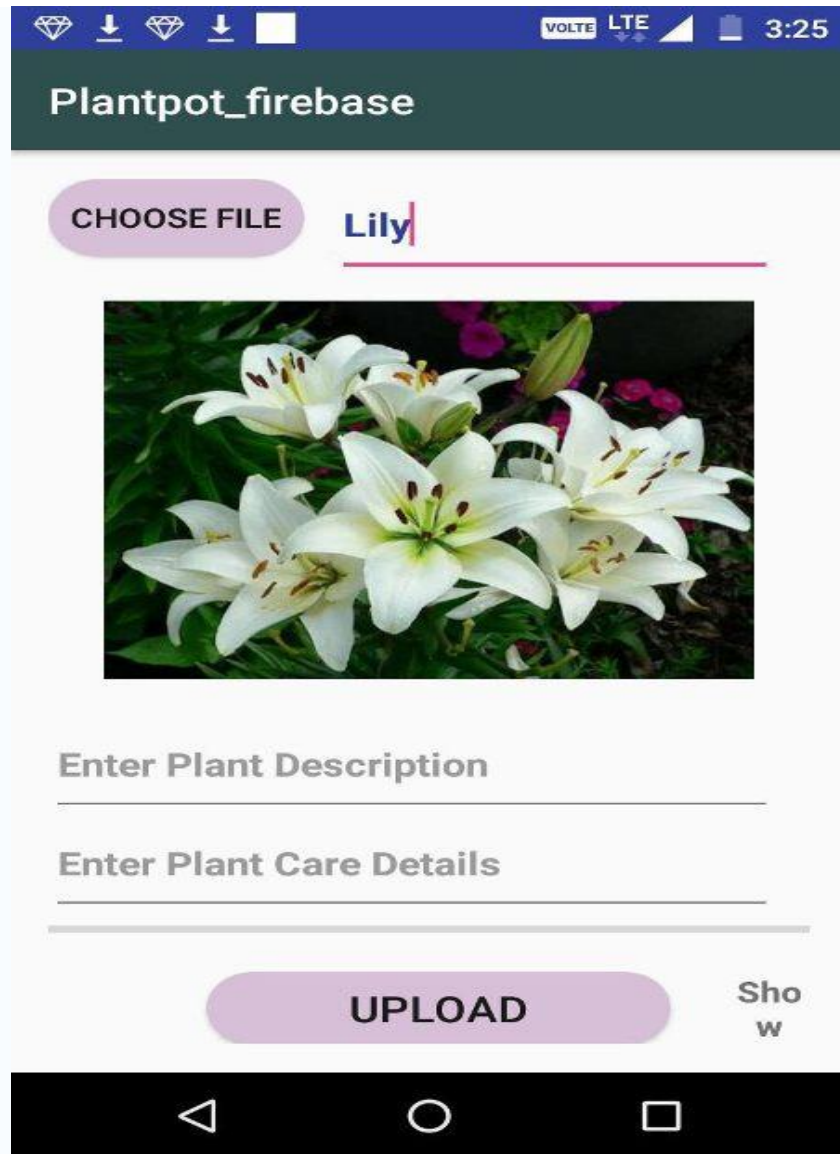 VOLTE LTE 3:25
Plantpot_firebase
CHOOSE FILE Lily
Enter Plant Description
Enter Plant Care Details
UPLOAD
Sho
w